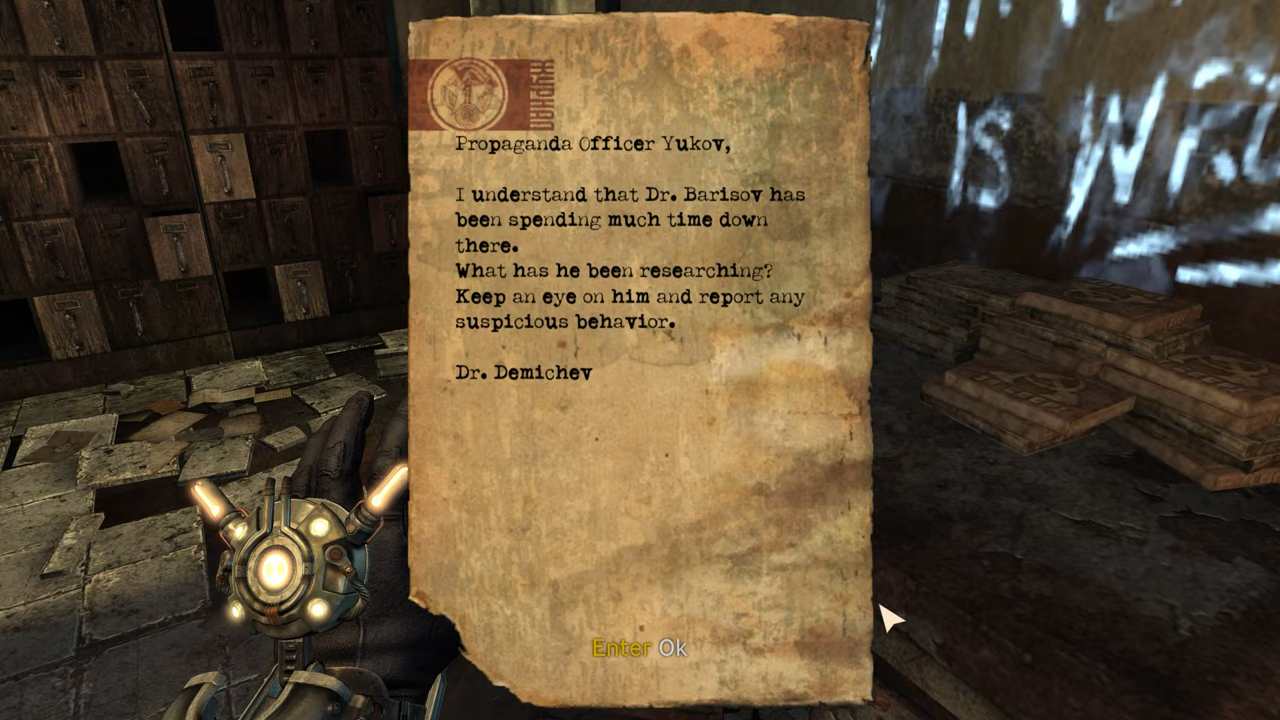 Propaganda Officer Yukov,
I understand that Dr. Barisov has
been spending much time down
there.
What has he been researching?
Keep an eye on him and report any
suspicious behavior.
Dr. Demichev
Enter Ok
IS